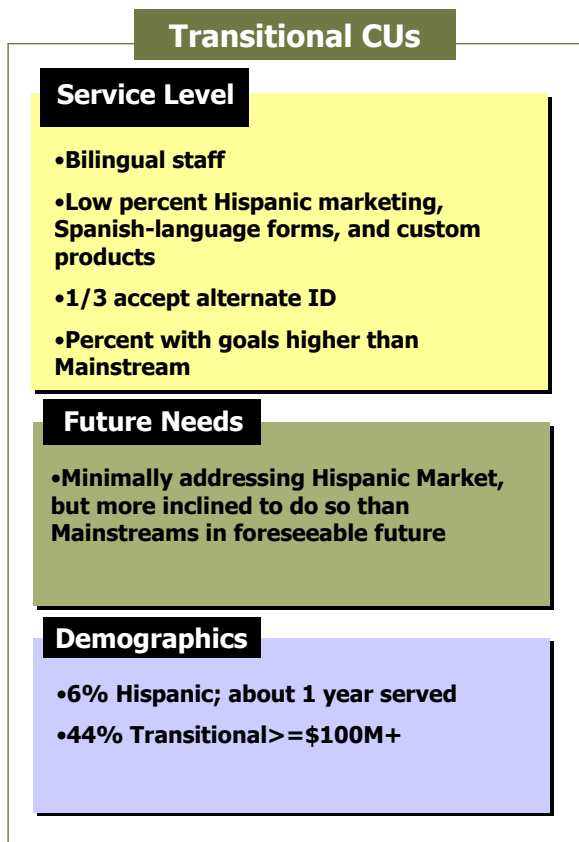 Transitional CUs
Service Level
•Bilingual staff
•Low percent Hispanic marketing,
Spanish-language forms, and custom
products
•1/3 accept alternate ID
•Percent with goals higher than
Mainstream
Future Needs
•Minimally addressing Hispanic Market,
but more inclined to do so than
Mainstreams in foreseeable future
Demographics
•6% Hispanic; about 1 year served
•44% Transitional>=$100M+